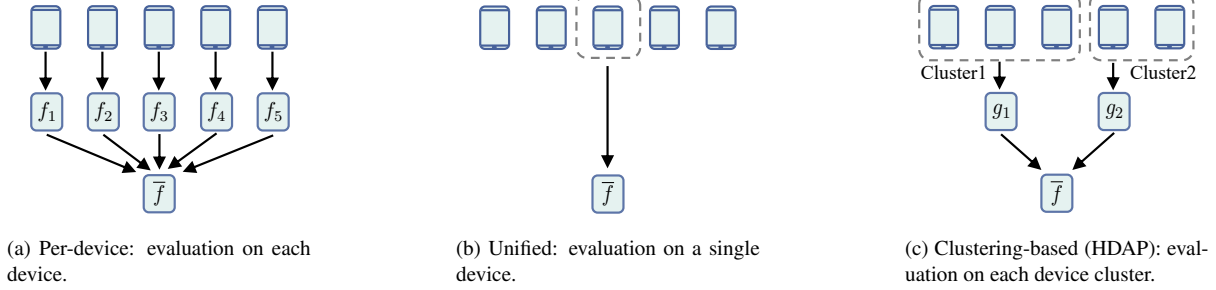 Cluster1
Cluster2
f1 f2 f3 f4 f5
g1 g2
f̅
f̅
f̅
(a) Per-device: evaluation on each
device.
(b) Unified: evaluation on a single
device.
(c) Clustering-based (HDAP): eval-
uation on each device cluster.